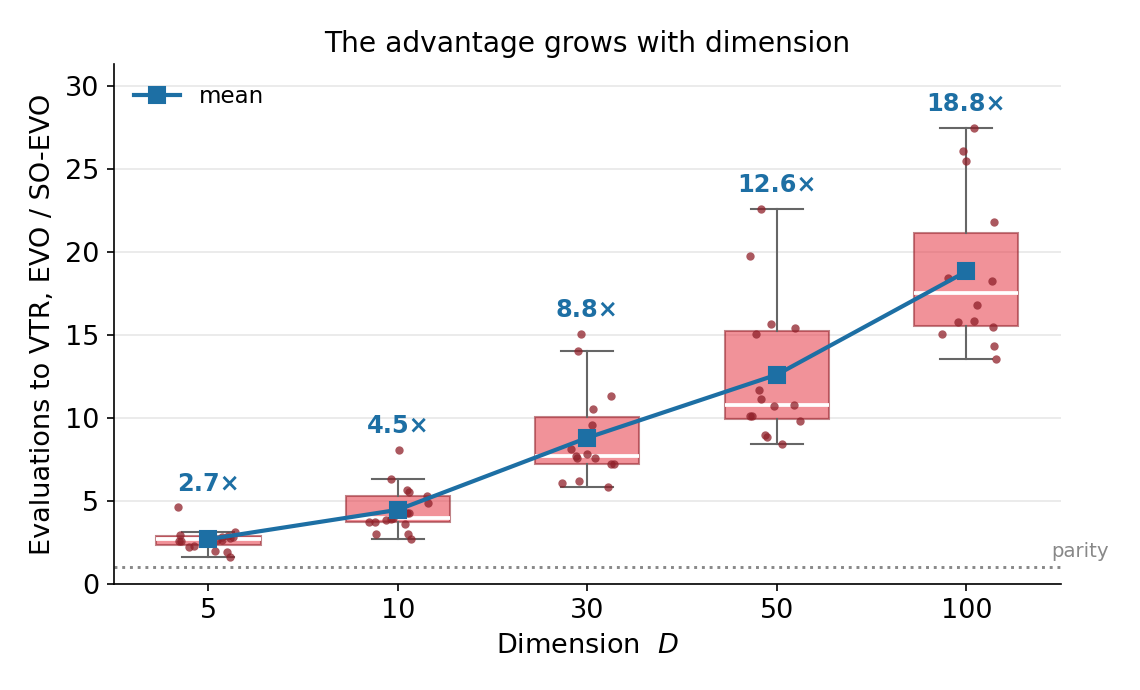 The advantage grows with dimension
Evaluations to VTR, EVO / SO-EVO
30
25
20
15
10
5
0
mean
2.7×
4.5×
8.8×
12.6×
18.8×
parity
5 10 30 50 100
Dimension D